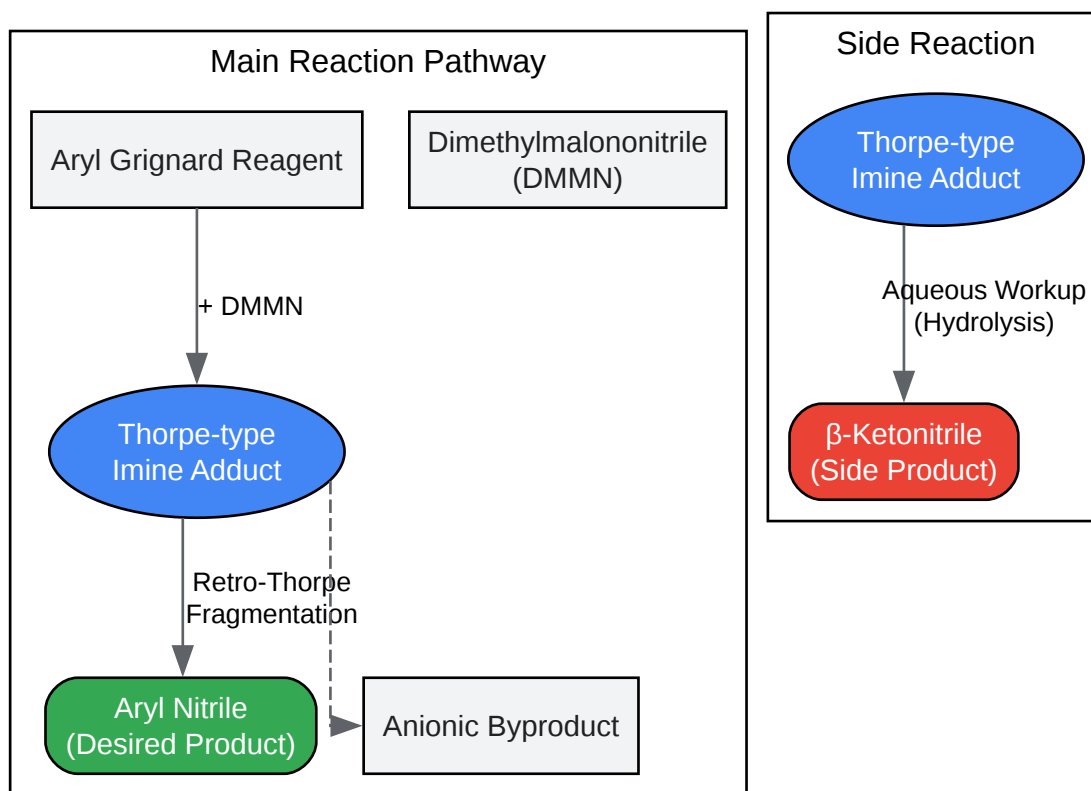 Main Reaction Pathway
Aryl Grignard Reagent
Dimethylmalononitrile
(DMMN)
+ DMMN
Thorpe-type
Imine Adduct
Retro-Thorpe
Fragmentation
Aryl Nitrile
(Desired Product)
Anionic Byproduct
Side Reaction
Thorpe-type
Imine Adduct
Aqueous Workup
(Hydrolysis)
β-Ketonitrile
(Side Product)